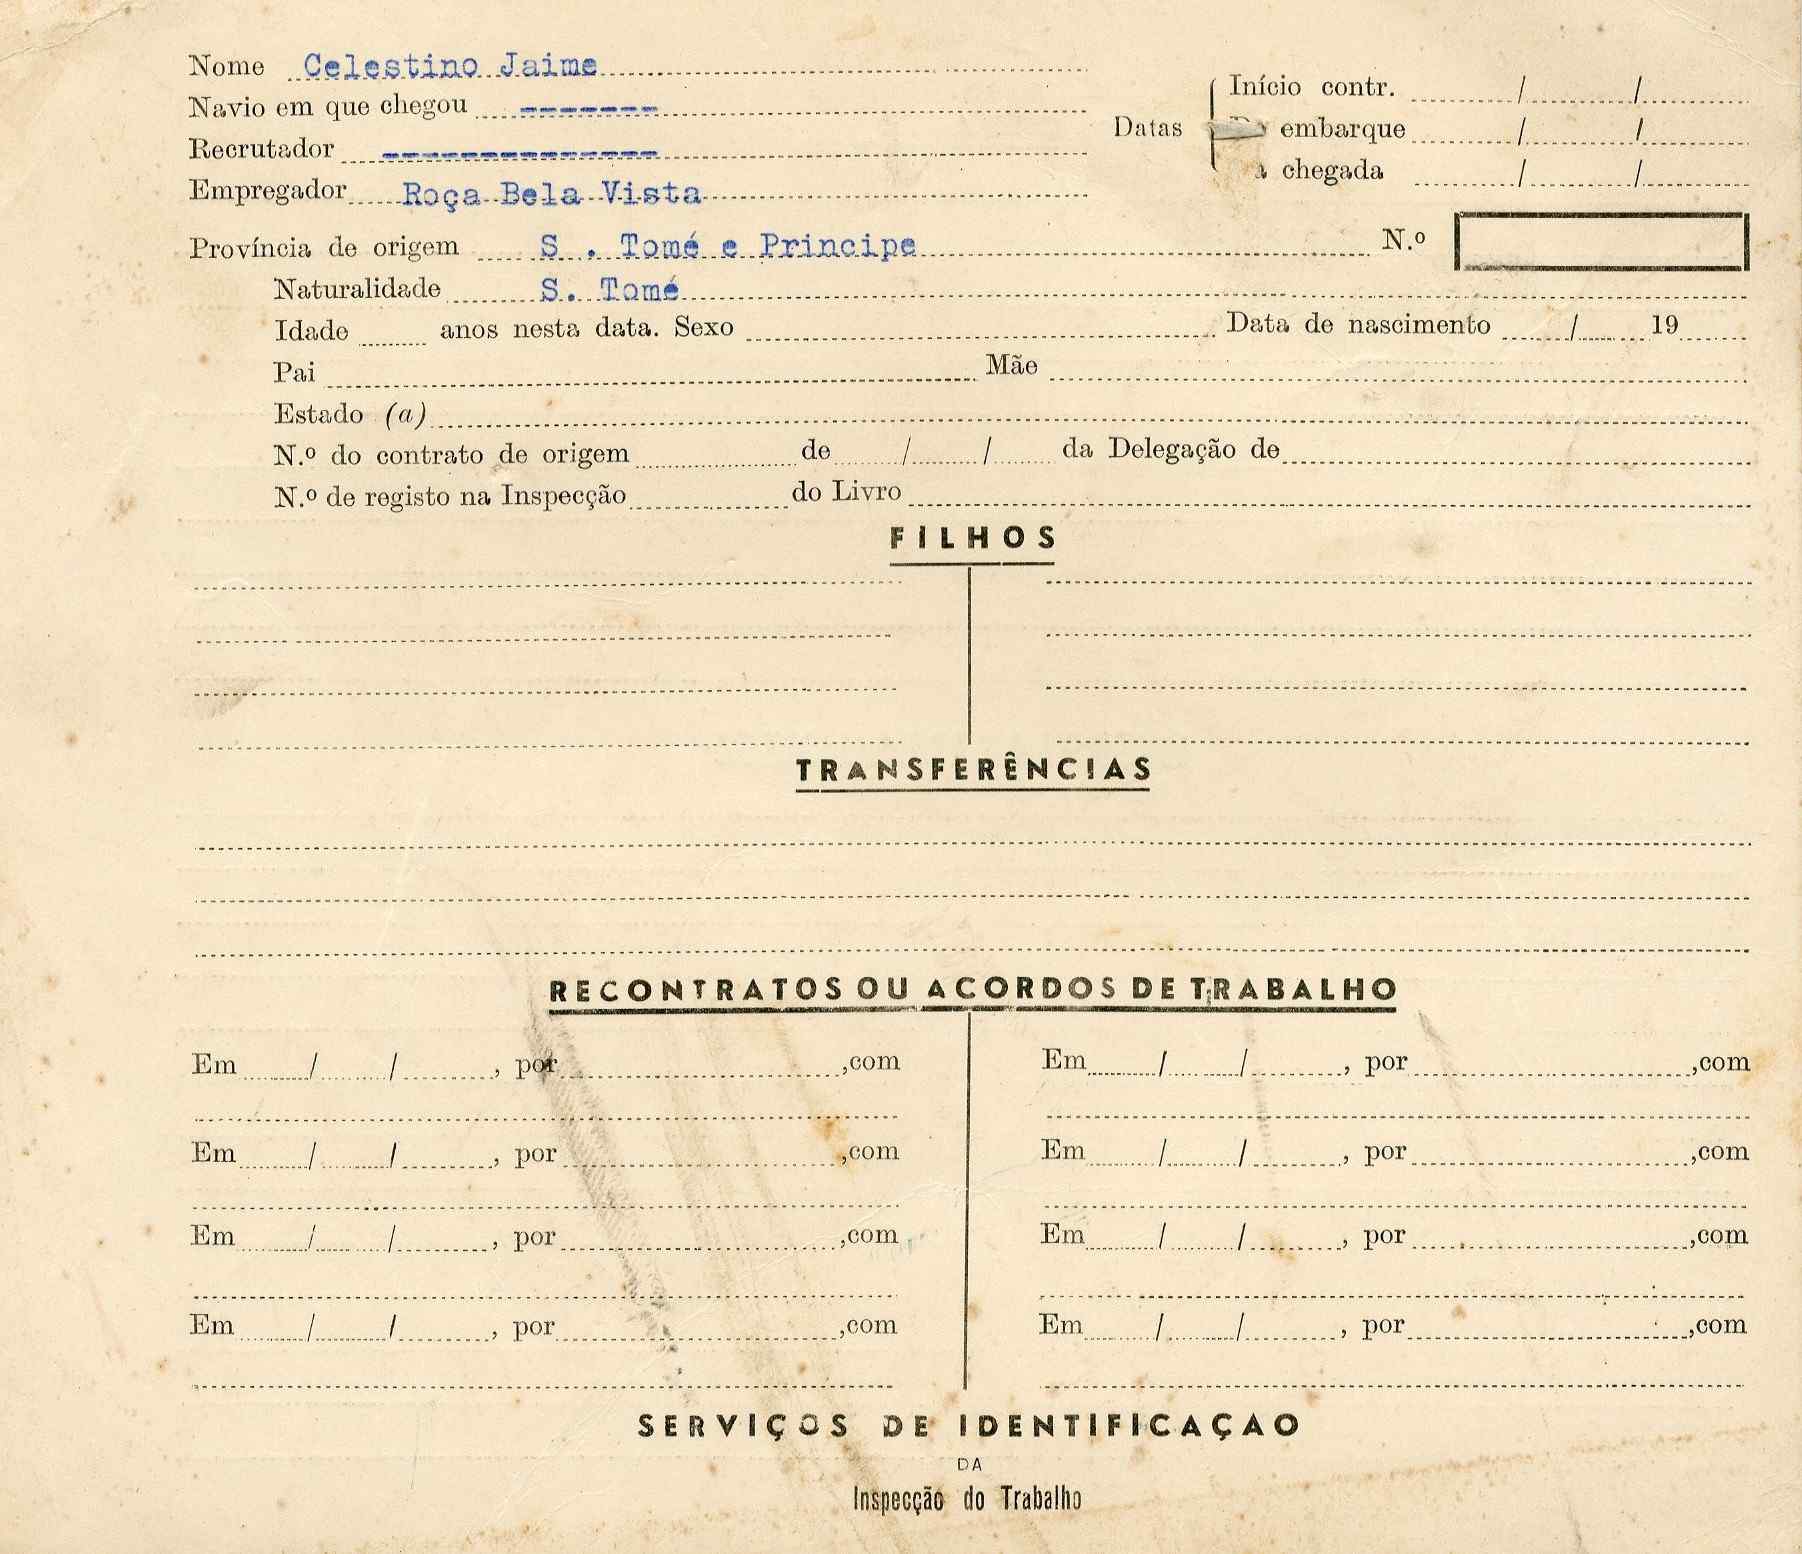 Nome Celestino Jaime
Navio em que chegou -------
Recrutador --------------
Empregador Roça Bela Vista
Datas
Início contr. / /
embarque / /
chegada / /
Província de origem S . Tomé e Principe N.º
Naturalidade S. Tomé
Idade anos nesta data. Sexo Data de nascimento / 19
Pai Mãe
Estado (a)
N.º do contrato de origem de / / da Delegação de
N.º de registo na Inspecção do Livro
FILHOS
TRANSFERÊNCIAS
RECONTRATOS OU ACORDOS DE TRABALHO
Em / / , por ,com Em / / , por ,com
Em / / , por ,com Em / / , por ,com
Em / / , por ,com Em / / , por ,com
Em / / , por ,com Em / / , por ,com
SERVIÇOS DE IDENTIFICAÇAO
DA
Inspecção do Trabalho